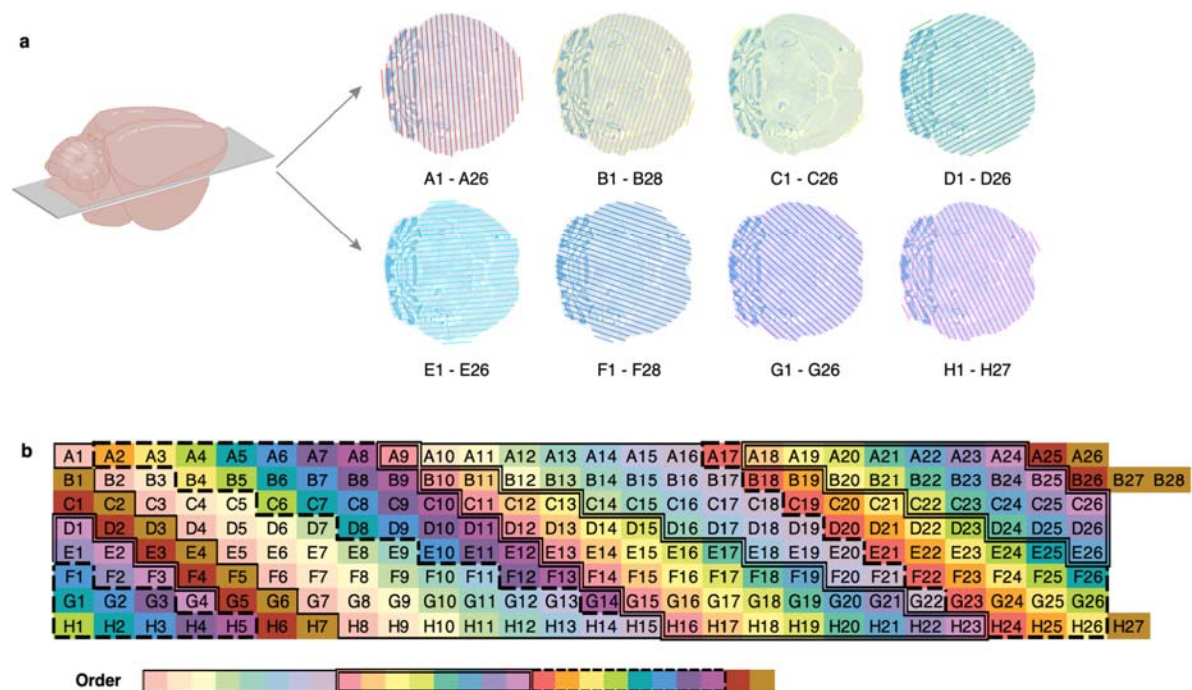 a
A1 - A26 B1 - B28 C1 - C26 D1 - D26
E1 - E26 F1 - F28 G1 - G26 H1 - H27
b
A1 A2 A3 A4 A5 A6 A7 A8 A9 A10 A11 A12 A13 A14 A15 A16 A17 A18 A19 A20 A21 A22 A23 A24 A25 A26
B1 B2 B3 B4 B5 B6 B7 B8 B9 B10 B11 B12 B13 B14 B15 B16 B17 B18 B19 B20 B21 B22 B23 B24 B25 B26 B27 B28
C1 C2 C3 C4 C5 C6 C7 C8 C9 C10 C11 C12 C13 C14 C15 C16 C17 C18 C19 C20 C21 C22 C23 C24 C25 C26
D1 D2 D3 D4 D5 D6 D7 D8 D9 D10 D11 D12 D13 D14 D15 D16 D17 D18 D19 D20 D21 D22 D23 D24 D25 D26
E1 E2 E3 E4 E5 E6 E7 E8 E9 E10 E11 E12 E13 E14 E15 E16 E17 E18 E19 E20 E21 E22 E23 E24 E25 E26
F1 F2 F3 F4 F5 F6 F7 F8 F9 F10 F11 F12 F13 F14 F15 F16 F17 F18 F19 F20 F21 F22 F23 F24 F25 F26
G1 G2 G3 G4 G5 G6 G7 G8 G9 G10 G11 G12 G13 G14 G15 G16 G17 G18 G19 G20 G21 G22 G23 G24 G25 G26
H1 H2 H3 H4 H5 H6 H7 H8 H9 H10 H11 H12 H13 H14 H15 H16 H17 H18 H19 H20 H21 H22 H23 H24 H25 H26 H27
Order